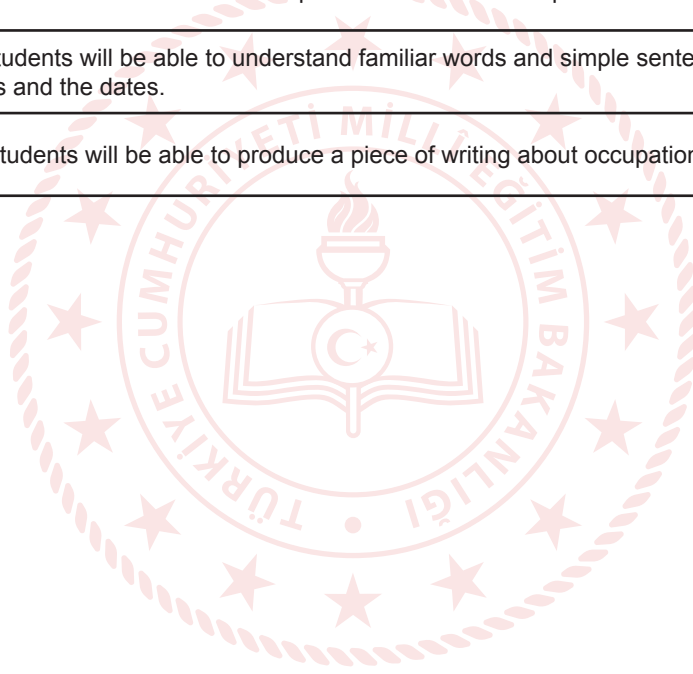 tudents will be able to understand familiar words and simple sente
s and the dates.
tudents will be able to produce a piece of writing about occupation
TÜRKİYE CUMHURİYETİ MİLLÎ EĞİTİM BAKANLIĞI